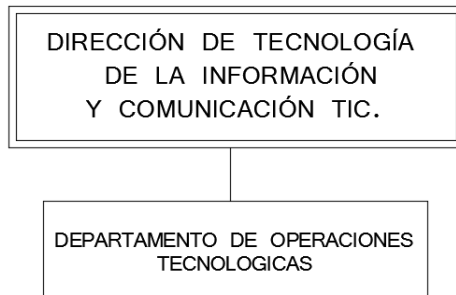 DIRECCIÓN DE TECNOLOGÍA
DE LA INFORMACIÓN
Y COMUNICACIÓN TIC.
DEPARTAMENTO DE OPERACIONES
TECNOLOGICAS